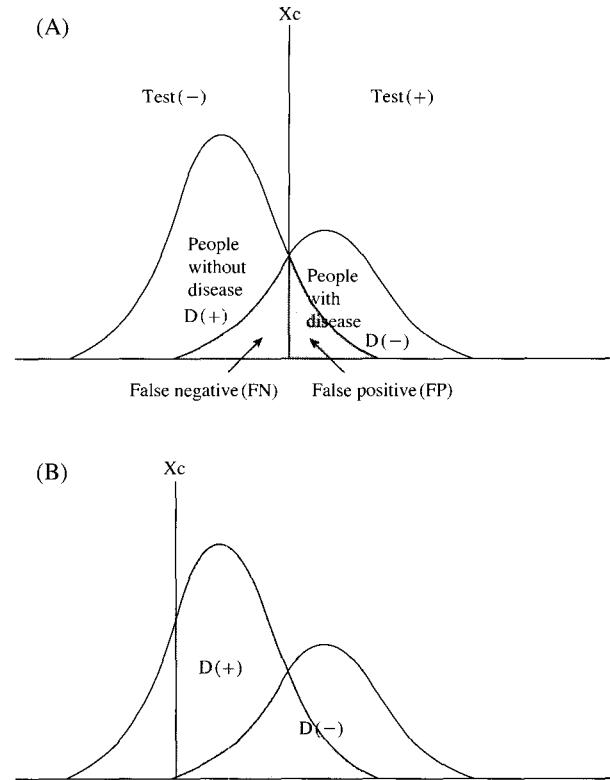 (A)
Xc
Test(−)
Test(+)
People
without
disease
D(+)
People
with
disease
D(−)
False negative(FN)
False positive(FP)
(B)
Xc
D(+)
D(−)